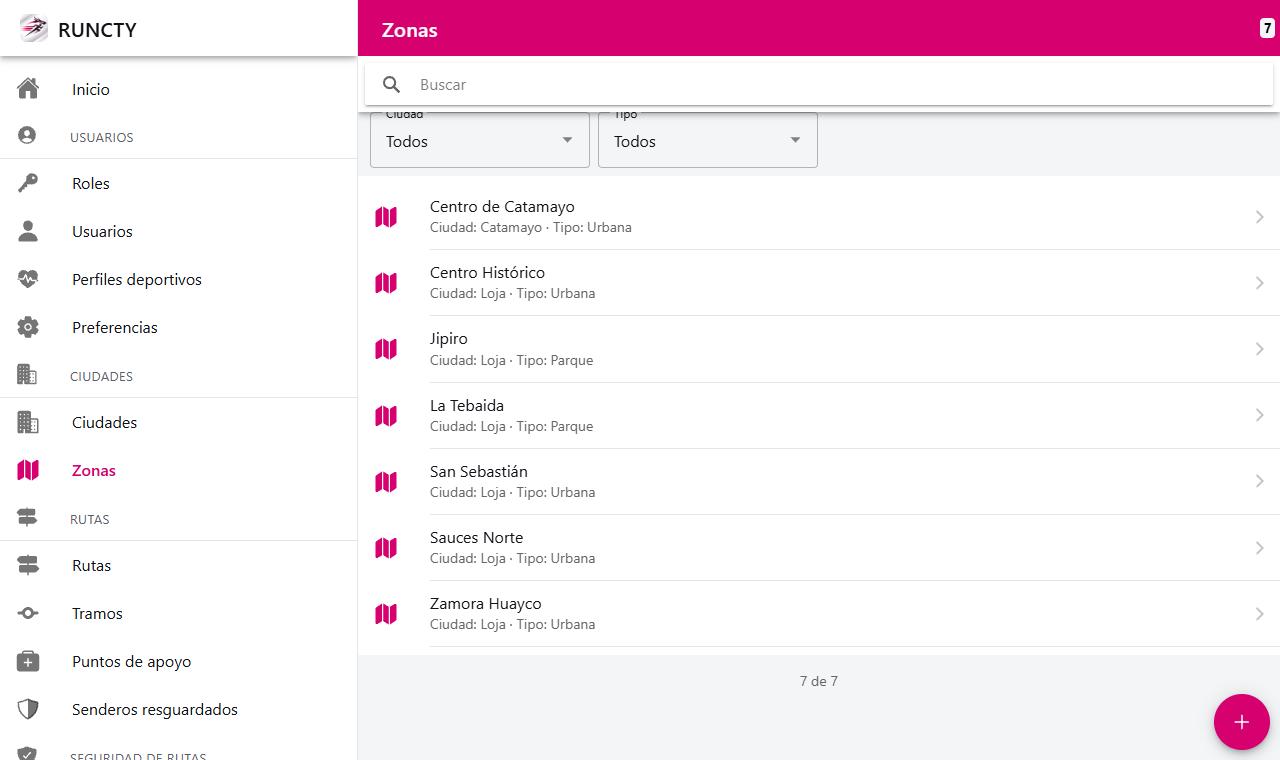 RUNCTY
Inicio
USUARIOS
Roles
Usuarios
Perfiles deportivos
Preferencias
CIUDADES
Ciudades
Zonas
RUTAS
Rutas
Tramos
Puntos de apoyo
Senderos resguardados
SEGURIDAD DE RUTAS
Zonas
7
Buscar
Ciudad
Todos
Tipo
Todos
Centro de Catamayo
Ciudad: Catamayo · Tipo: Urbana
Centro Histórico
Ciudad: Loja · Tipo: Urbana
Jipiro
Ciudad: Loja · Tipo: Parque
La Tebaida
Ciudad: Loja · Tipo: Parque
San Sebastián
Ciudad: Loja · Tipo: Urbana
Sauces Norte
Ciudad: Loja · Tipo: Urbana
Zamora Huayco
Ciudad: Loja · Tipo: Urbana
7 de 7